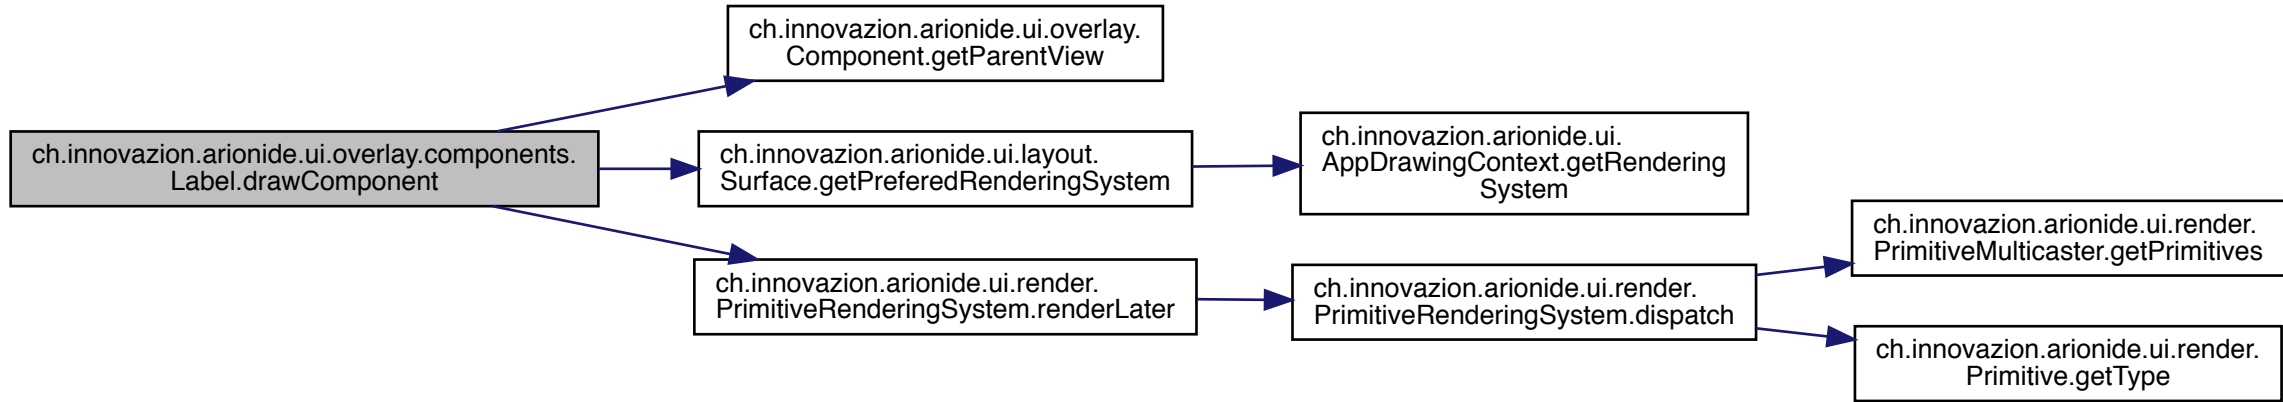 ch.innovazion.arionide.ui.overlay.components.
Label.drawComponent
ch.innovazion.arionide.ui.overlay.
Component.getParentView
ch.innovazion.arionide.ui.layout.
Surface.getPreferedRenderingSystem
ch.innovazion.arionide.ui.
AppDrawingContext.getRendering
System
ch.innovazion.arionide.ui.render.
PrimitiveRenderingSystem.renderLater
ch.innovazion.arionide.ui.render.
PrimitiveRenderingSystem.dispatch
ch.innovazion.arionide.ui.render.
PrimitiveMulticaster.getPrimitives
ch.innovazion.arionide.ui.render.
Primitive.getType